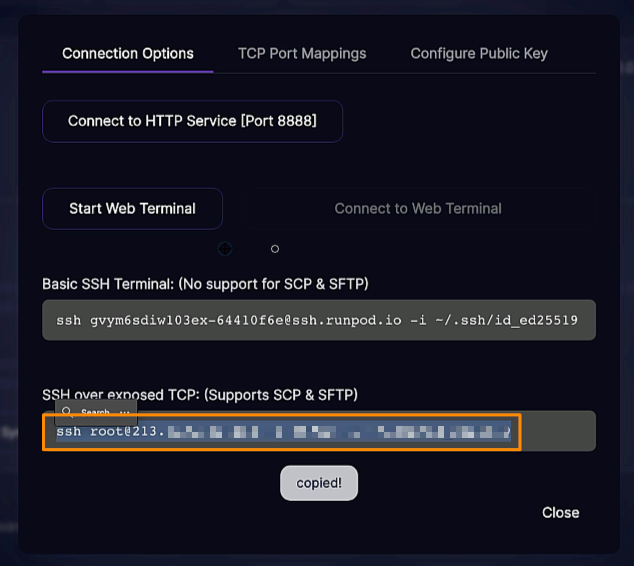 Connection Options TCP Port Mappings Configure Public Key
Connect to HTTP Service [Port 8888]
Start Web Terminal Connect to Web Terminal
Basic SSH Terminal: (No support for SCP & SFTP)
ssh gvym6sdiwl03ex-64410f6e@ssh.runpod.io -i ~/.ssh/id_ed25519
SSH over exposed TCP: (Supports SCP & SFTP)
Search ...
ssh root@213.
copied!
Close